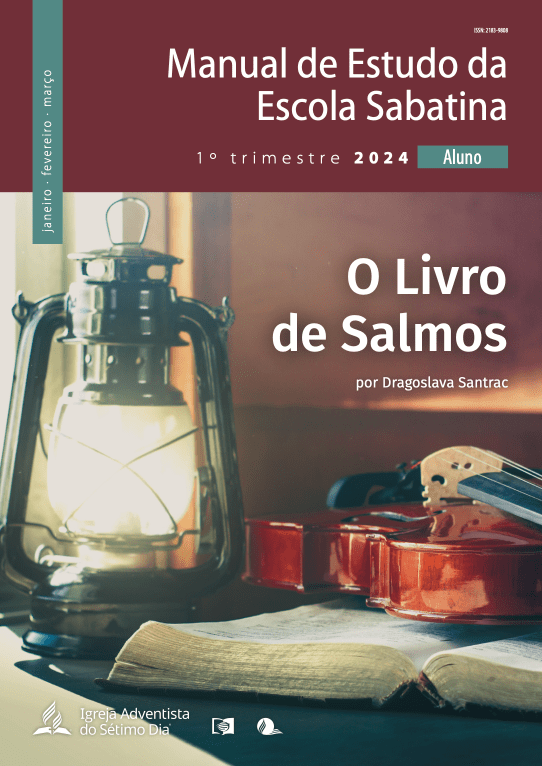 ISSN: 2183-9808
Manual de Estudo da
Escola Sabatina
1º trimestre 2024 Aluno
janeiro · fevereiro · março
O Livro
de Salmos
por Dragoslava Santrac
Igreja Adventista
do Sétimo Dia